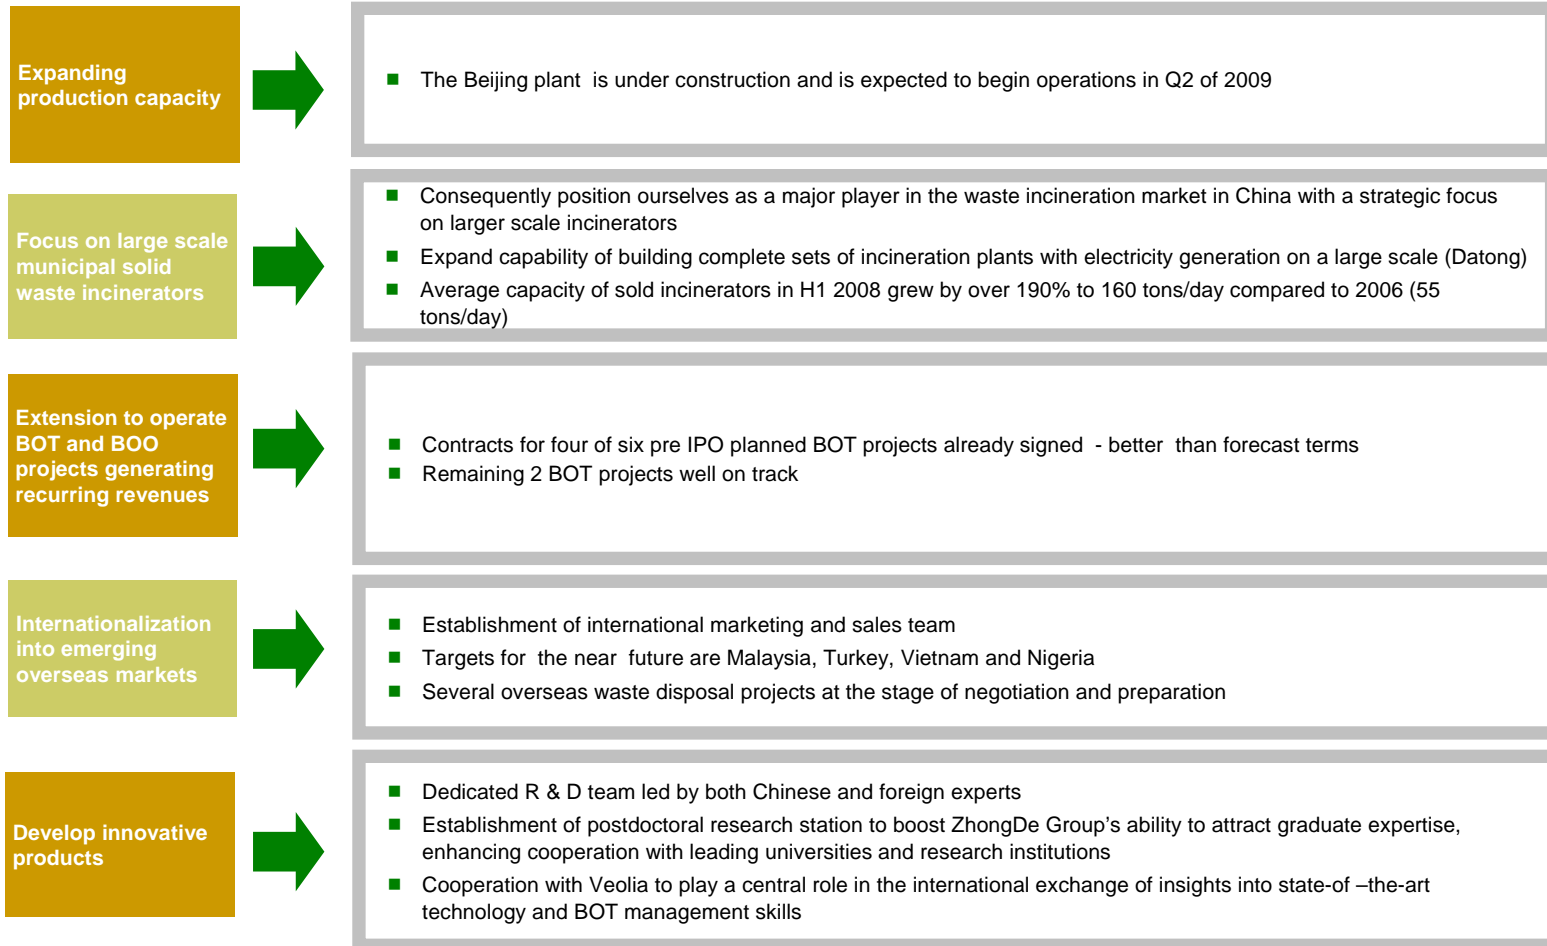 Expanding
production capacity
■ The Beijing plant is under construction and is expected to begin operations in Q2 of 2009
Focus on large scale
municipal solid
waste incinerators
■ Consequently position ourselves as a major player in the waste incineration market in China with a strategic focus
on larger scale incinerators
■ Expand capability of building complete sets of incineration plants with electricity generation on a large scale (Datong)
■ Average capacity of sold incinerators in H1 2008 grew by over 190% to 160 tons/day compared to 2006 (55
tons/day)
Extension to operate
BOT and BOO
projects generating
recurring revenues
■ Contracts for four of six pre IPO planned BOT projects already signed - better than forecast terms
■ Remaining 2 BOT projects well on track
Internationalization
into emerging
overseas markets
■ Establishment of international marketing and sales team
■ Targets for the near future are Malaysia, Turkey, Vietnam and Nigeria
■ Several overseas waste disposal projects at the stage of negotiation and preparation
Develop innovative
products
■ Dedicated R & D team led by both Chinese and foreign experts
■ Establishment of postdoctoral research station to boost ZhongDe Group’s ability to attract graduate expertise,
enhancing cooperation with leading universities and research institutions
■ Cooperation with Veolia to play a central role in the international exchange of insights into state-of –the-art
technology and BOT management skills